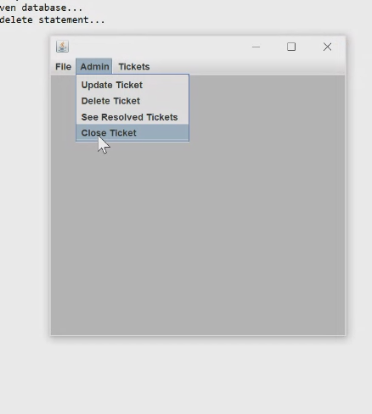 ven database...
delete statement...
File Admin Tickets
Update Ticket
Delete Ticket
See Resolved Tickets
Close Ticket